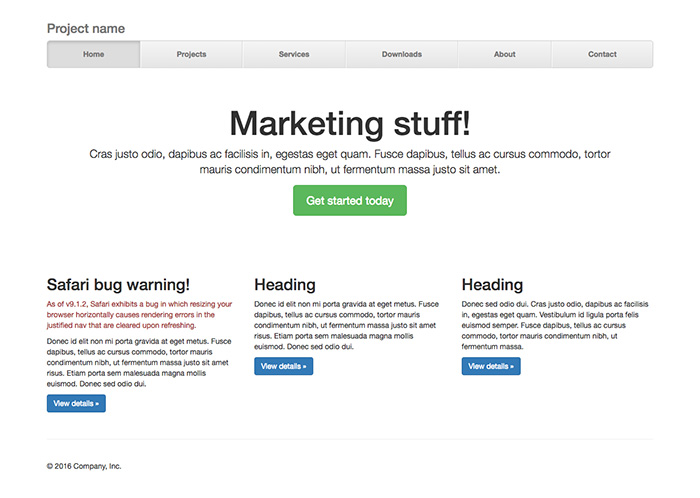 Project name
Home Projects Services Downloads About Contact
Marketing stuff!
Cras justo odio, dapibus ac facilisis in, egestas eget quam. Fusce dapibus, tellus ac cursus commodo, tortor
mauris condimentum nibh, ut fermentum massa justo sit amet.
Get started today
Safari bug warning!
As of v9.1.2, Safari exhibits a bug in which resizing your
browser horizontally causes rendering errors in the
justified nav that are cleared upon refreshing.
Donec id elit non mi porta gravida at eget metus. Fusce
dapibus, tellus ac cursus commodo, tortor mauris
condimentum nibh, ut fermentum massa justo sit amet
risus. Etiam porta sem malesuada magna mollis
euismod. Donec sed odio dui.
View details »
Heading
Donec id elit non mi porta gravida at eget metus. Fusce
dapibus, tellus ac cursus commodo, tortor mauris
condimentum nibh, ut fermentum massa justo sit amet
risus. Etiam porta sem malesuada magna mollis
euismod. Donec sed odio dui.
View details »
Heading
Donec sed odio dui. Cras justo odio, dapibus ac facilisis
in, egestas eget quam. Vestibulum id ligula porta felis
euismod semper. Fusce dapibus, tellus ac cursus
commodo, tortor mauris condimentum nibh, ut
fermentum massa.
View details »
© 2016 Company, Inc.